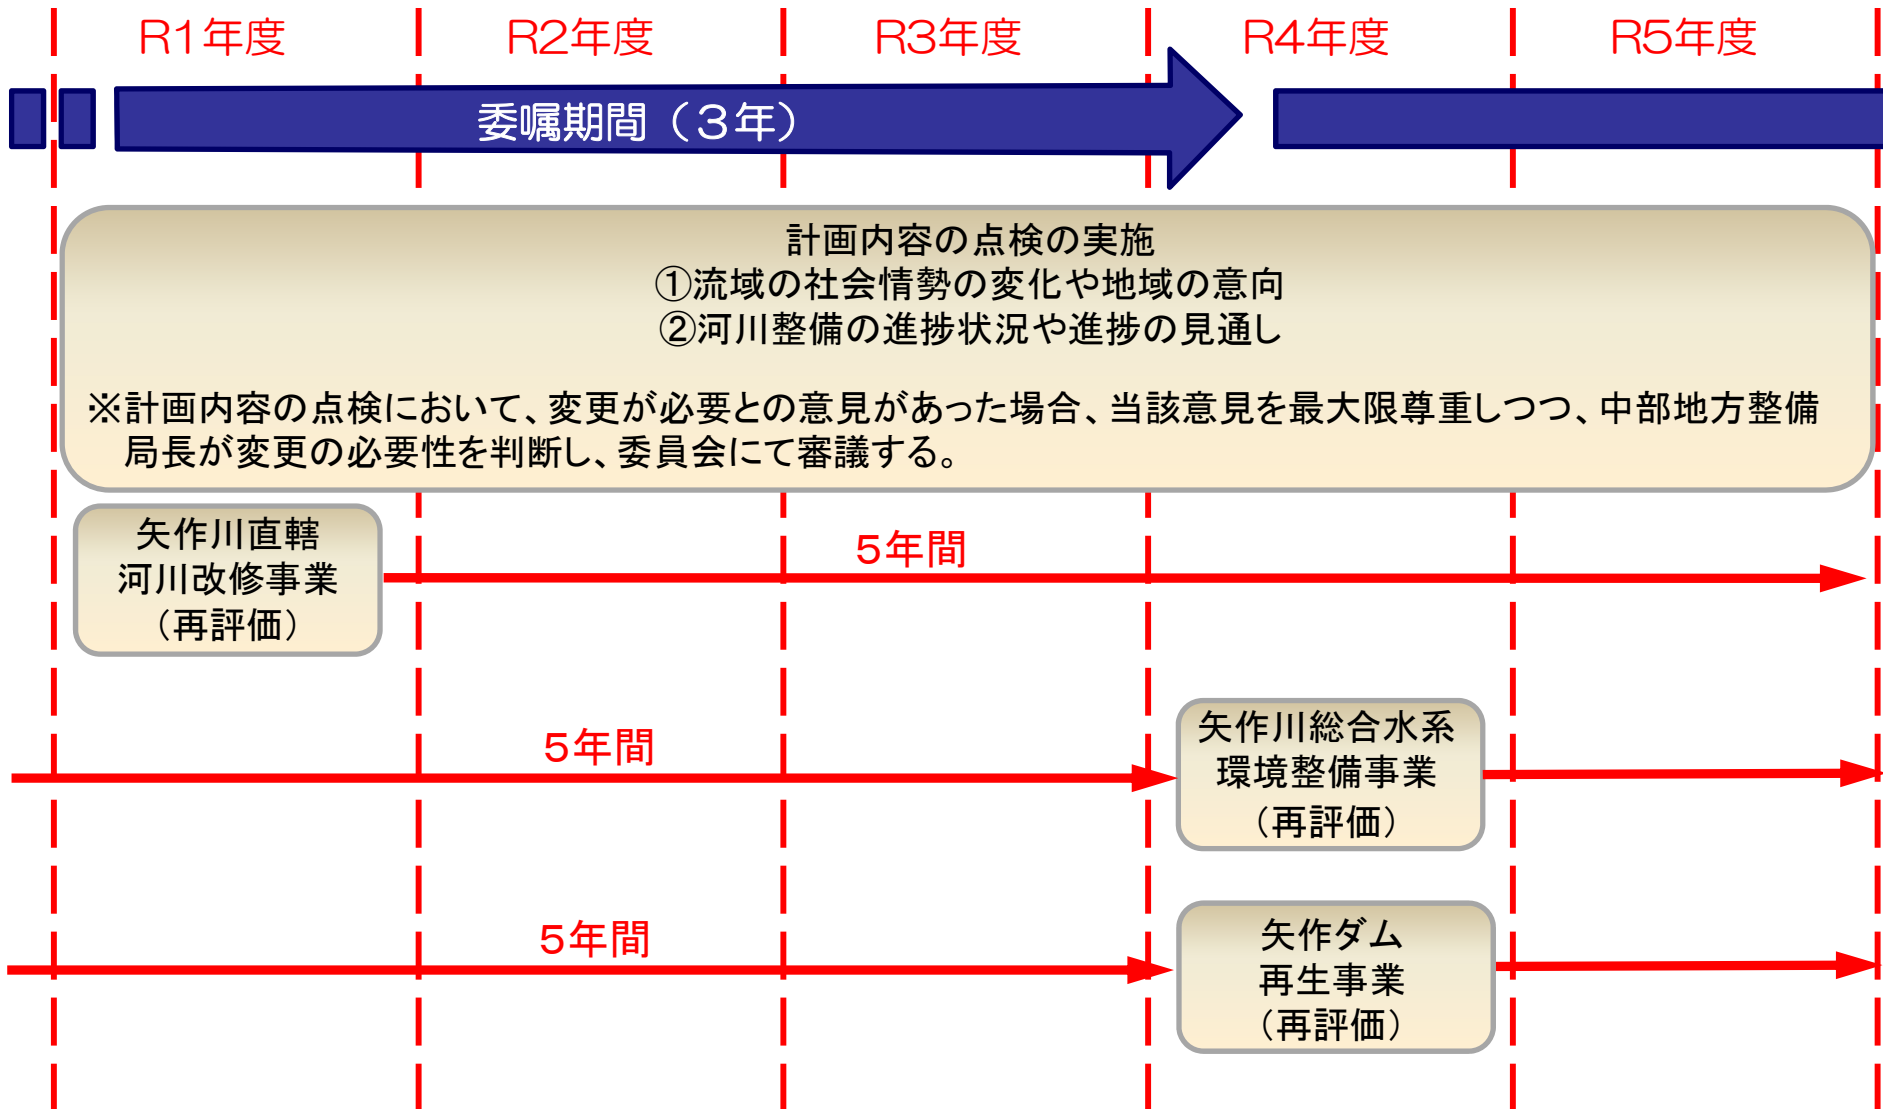 R1年度
R2年度
R3年度
R4年度
R5年度
委嘱期間（３年）
計画内容の点検の実施
①流域の社会情勢の変化や地域の意向
②河川整備の進捗状況や進捗の見通し
※計画内容の点検において、変更が必要との意見があった場合、当該意見を最大限尊重しつつ、中部地方整備
局長が変更の必要性を判断し、委員会にて審議する。
矢作川直轄
河川改修事業
（再評価）
５年間
５年間
矢作川総合水系
環境整備事業
（再評価）
５年間
矢作ダム
再生事業
（再評価）